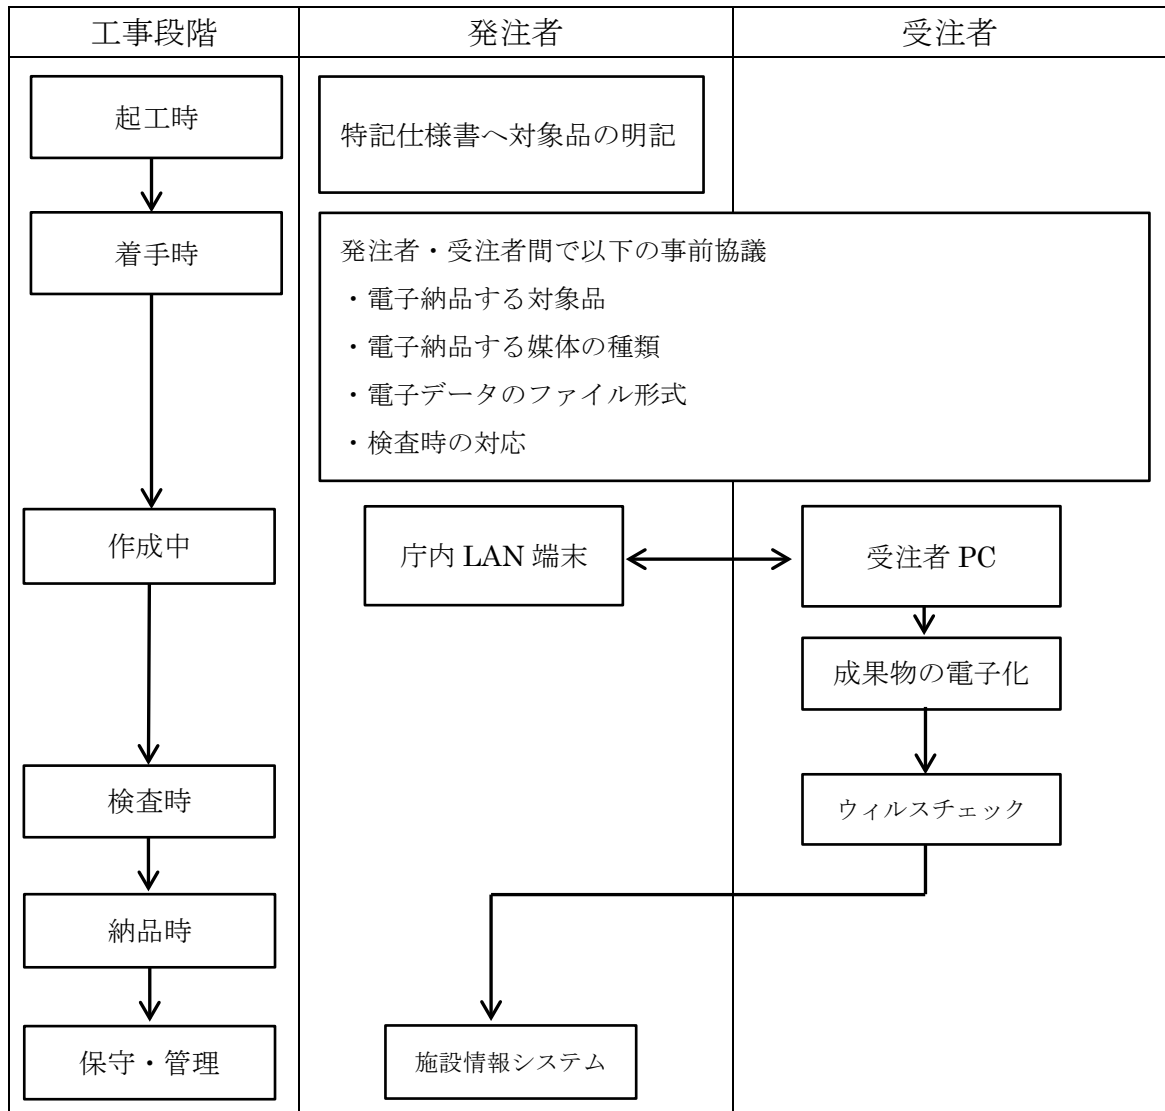 工事段階
発注者
受注者
起工時
特記仕様書へ対象品の明記
着手時
発注者・受注者間で以下の事前協議
・電子納品する対象品
・電子納品する媒体の種類
・電子データのファイル形式
・検査時の対応
作成中
庁内 LAN 端末
受注者 PC
成果物の電子化
検査時
ウィルスチェック
納品時
保守・管理
施設情報システム